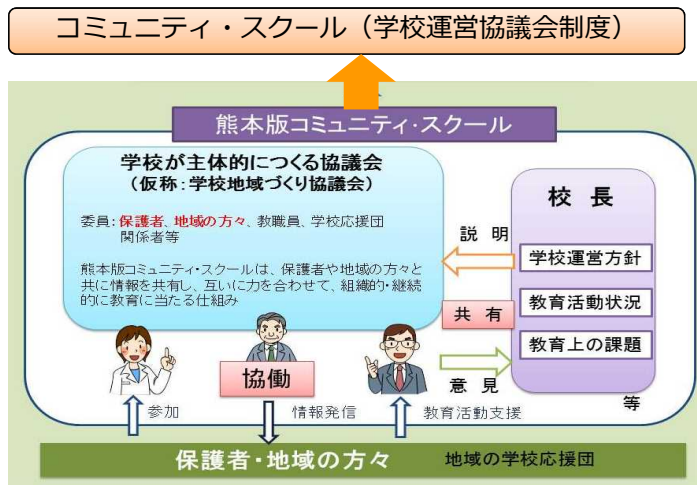 コミュニティ・スクール（学校運営協議会制度）
熊本版コミュニティ・スクール
学校が主体的につくる協議会
（仮称：学校地域づくり協議会）
委員：保護者、地域の方々、教職員、学校応援団
関係者等
熊本版コミュニティ・スクールは、保護者や地域の方々と
共に情報を共有し、互いに力を合わせて、組織的・継続
的に教育に当たる仕組み
校長
説明
学校運営方針
共有
教育活動状況
教育上の課題
意見
等
協働
参加
情報発信
教育活動支援
保護者・地域の方々
地域の学校応援団